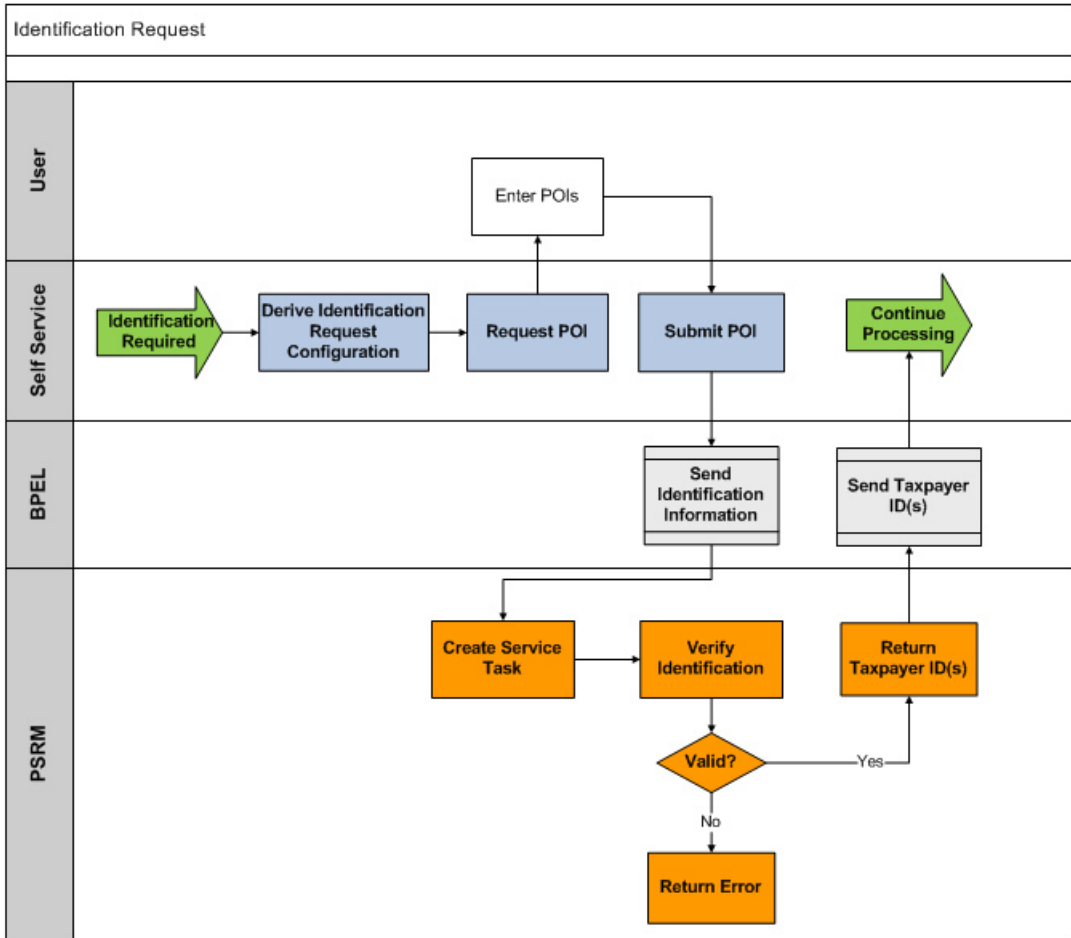 Identification Request
User
Enter POIs
Self Service
Identification
Required
Derive Identification
Request
Configuration
Request POI
Submit POI
Continue
Processing
BPEL
Send
Identification
Information
Send Taxpayer
ID(s)
PSRM
Create Service
Task
Verify
Identification
Return
Taxpayer ID(s)
Valid?
Yes
No
Return Error